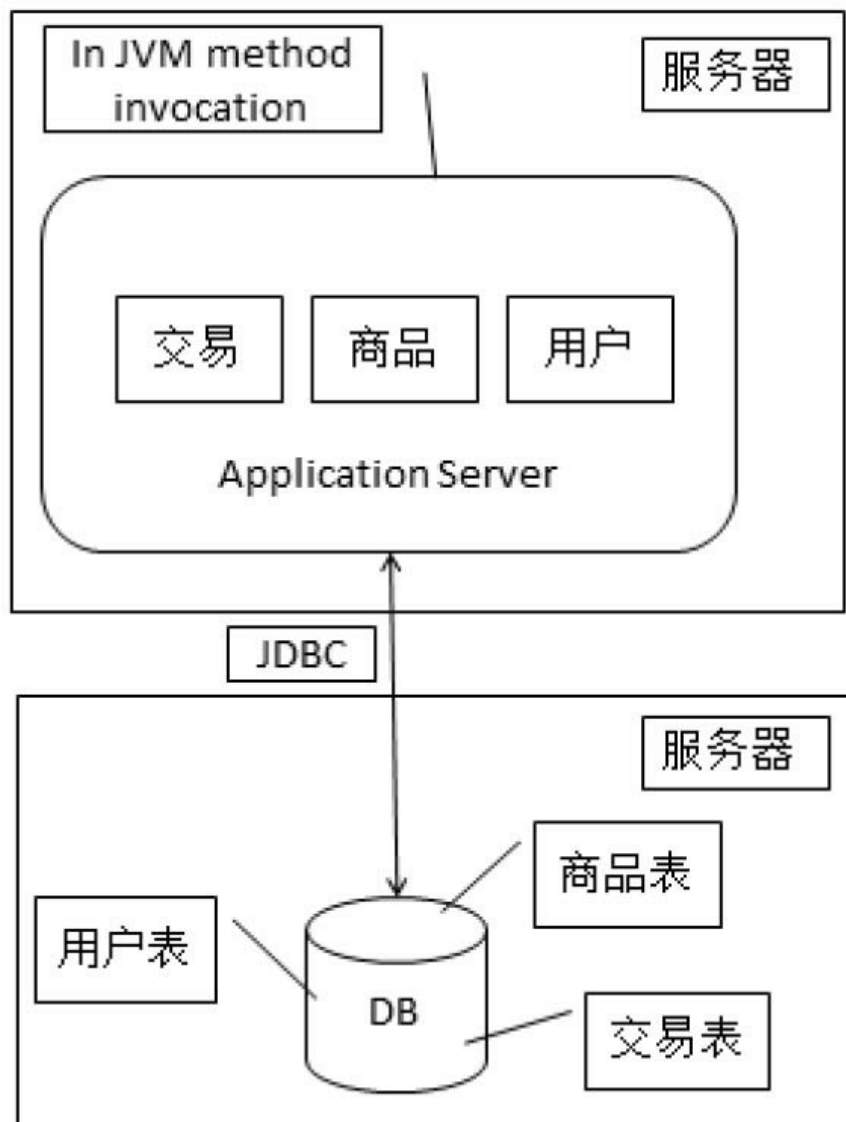 In JVM method
invocation
服务器
交易
商品
用户
Application Server
JDBC
服务器
商品表
用户表
DB
交易表